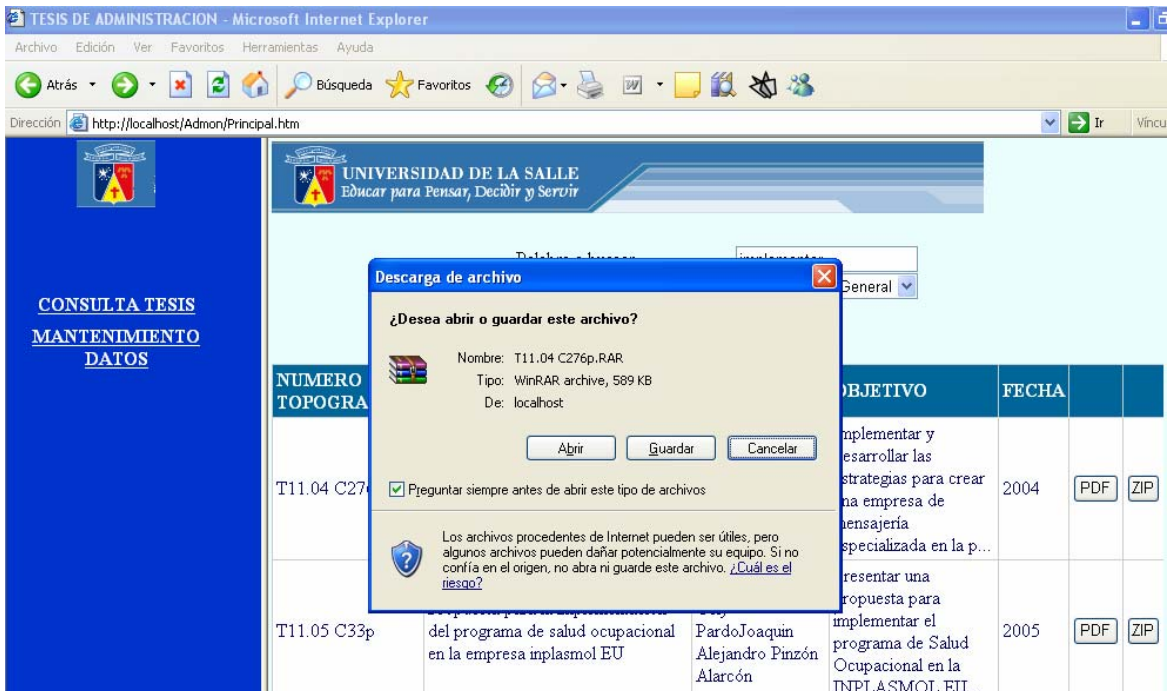 TESIS DE ADMINISTRACION - Microsoft Internet Explorer
Archivo Edición Ver Favoritos Herramientas Ayuda
Atrás Búsqueda Favoritos
Dirección http://localhost/Admon/Principal.htm Ir Víncu
UNIVERSIDAD DE LA SALLE
Educar para Pensar, Decidir y Servir
CONSULTA TESIS
MANTENIMIENTO
DATOS
General
Descarga de archivo
¿Desea abrir o guardar este archivo?
Nombre: T11.04 C276p.RAR
Tipo: WinRAR archive, 589 KB
De: localhost
Abrir Guardar Cancelar
Preguntar siempre antes de abrir este tipo de archivos
Los archivos procedentes de Internet pueden ser útiles, pero
algunos archivos pueden dañar potencialmente su equipo. Si no
confía en el origen, no abra ni guarde este archivo. ¿Cuál es el
riesgo?
NUMERO
TOPOGRA
BJETIVO
FECHA
T11.04 C27
mplementar y
esarrollar las
strategias para crear
na empresa de
ensajería
specializada en la p...
2004
PDF ZIP
T11.05 C33p
del programa de salud ocupacional
en la empresa inplasmol EU
PardoJoaquin
Alejandro Pinzón
Alarcón
resentar una
ropuesta para
implementar el
programa de Salud
Ocupacional en la
INPLASMOL EU...
2005
PDF ZIP